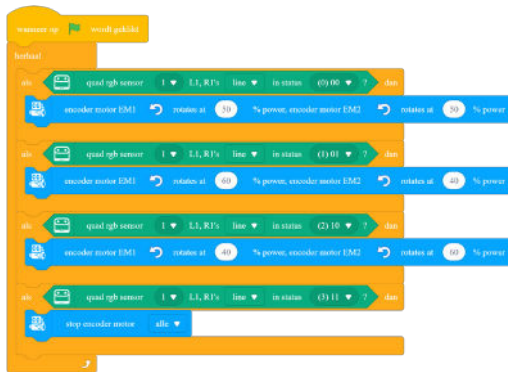 wanneer op wordt geklikt
herhaal
als quad rgb sensor 1 L1, R1's line in status (0) 00 ? dan
encoder motor EM1 rotates at 50 % power, encoder motor EM2 rotates at 50 % power
als quad rgb sensor 1 L1, R1's line in status (1) 01 ? dan
encoder motor EM1 rotates at 60 % power, encoder motor EM2 rotates at 40 % power
als quad rgb sensor 1 L1, R1's line in status (2) 10 ? dan
encoder motor EM1 rotates at 40 % power, encoder motor EM2 rotates at 60 % power
als quad rgb sensor 1 L1, R1's line in status (3) 11 ? dan
stop encoder motor alle